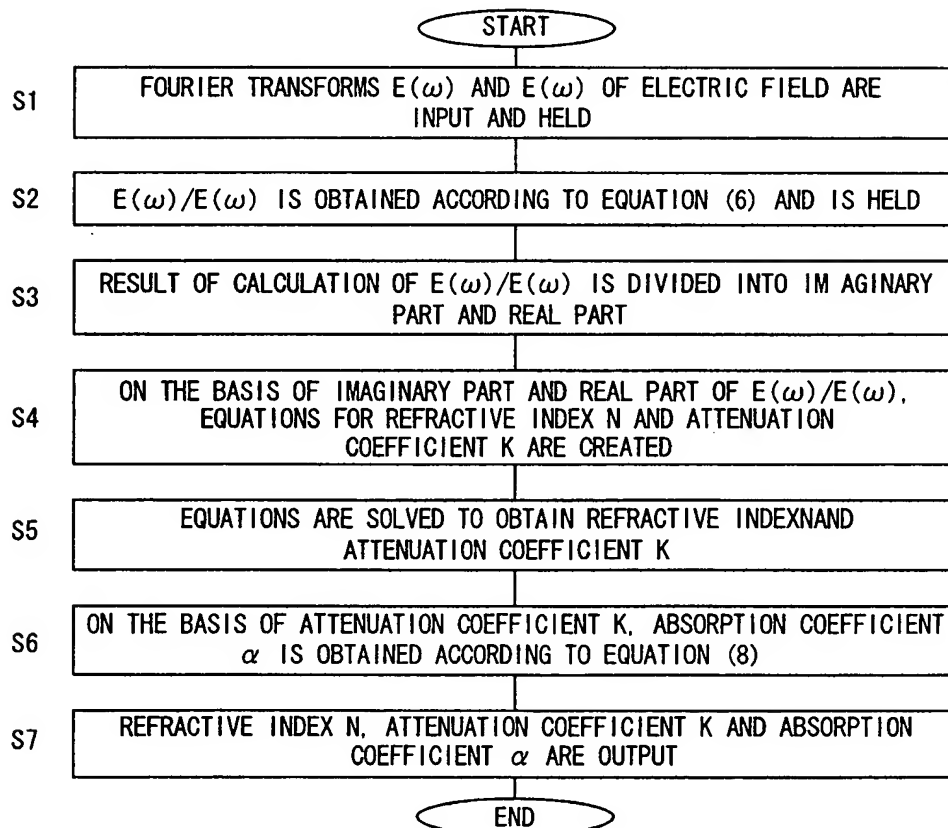 START
S1
FOURIER TRANSFORMS E(ω) AND E(ω) OF ELECTRIC FIELD ARE
INPUT AND HELD
S2
E(ω)/E(ω) IS OBTAINED ACCORDING TO EQUATION (6) AND IS HELD
S3
RESULT OF CALCULATION OF E(ω)/E(ω) IS DIVIDED INTO IM AGINARY
PART AND REAL PART
S4
ON THE BASIS OF IMAGINARY PART AND REAL PART OF E(ω)/E(ω),
EQUATIONS FOR REFRACTIVE INDEX N AND ATTENUATION
COEFFICIENT K ARE CREATED
S5
EQUATIONS ARE SOLVED TO OBTAIN REFRACTIVE INDEXNAND
ATTENUATION COEFFICIENT K
S6
ON THE BASIS OF ATTENUATION COEFFICIENT K, ABSORPTION COEFFICIENT
α IS OBTAINED ACCORDING TO EQUATION (8)
S7
REFRACTIVE INDEX N, ATTENUATION COEFFICIENT K AND ABSORPTION
COEFFICIENT α ARE OUTPUT
END